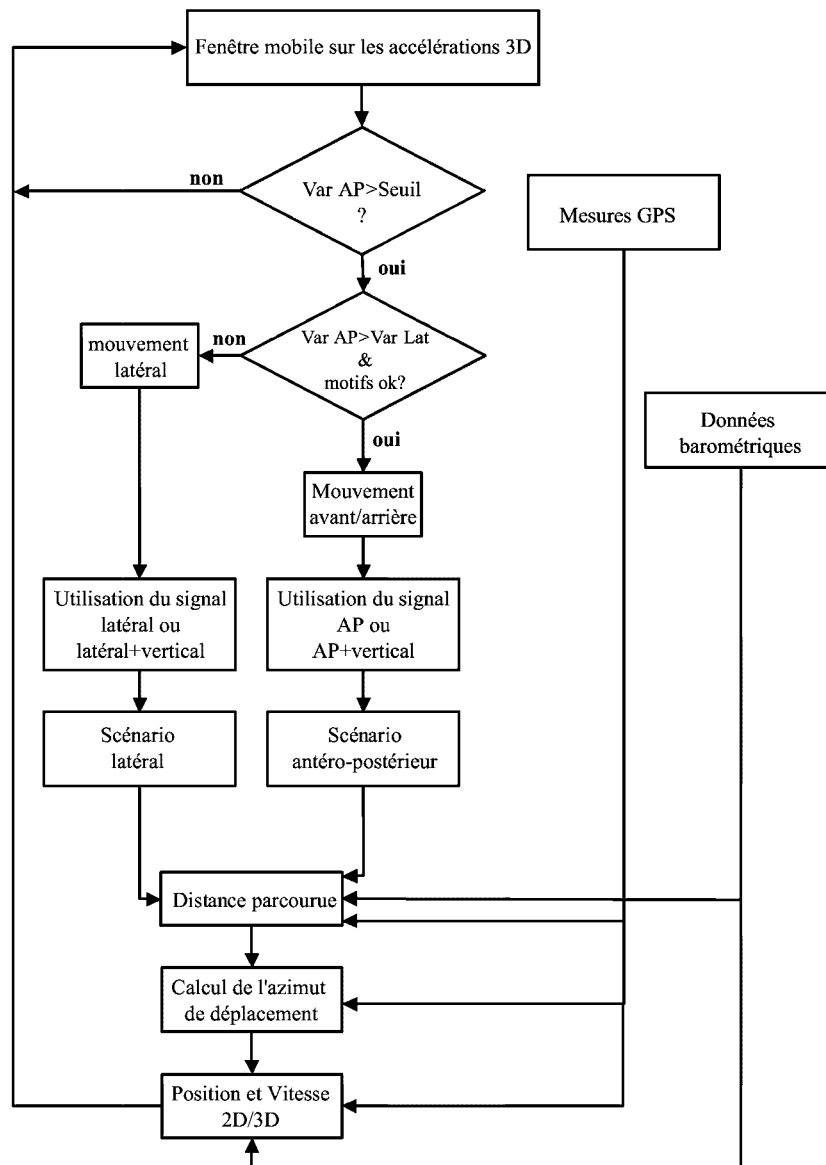 Fenêtre mobile sur les accélérations 3D
non
Var AP>Seuil
?
Mesures GPS
oui
mouvement
latéral
non
Var AP>Var Lat
&
motifs ok?
oui
Données
barométriques
Mouvement
avant/arrière
Utilisation du signal
latéral ou
latéral+vertical
Utilisation du signal
AP ou
AP+vertical
Scénario
latéral
Scénario
antéro-postérieur
Distance parcourue
Calcul de l'azimut
de déplacement
Position et Vitesse
2D/3D